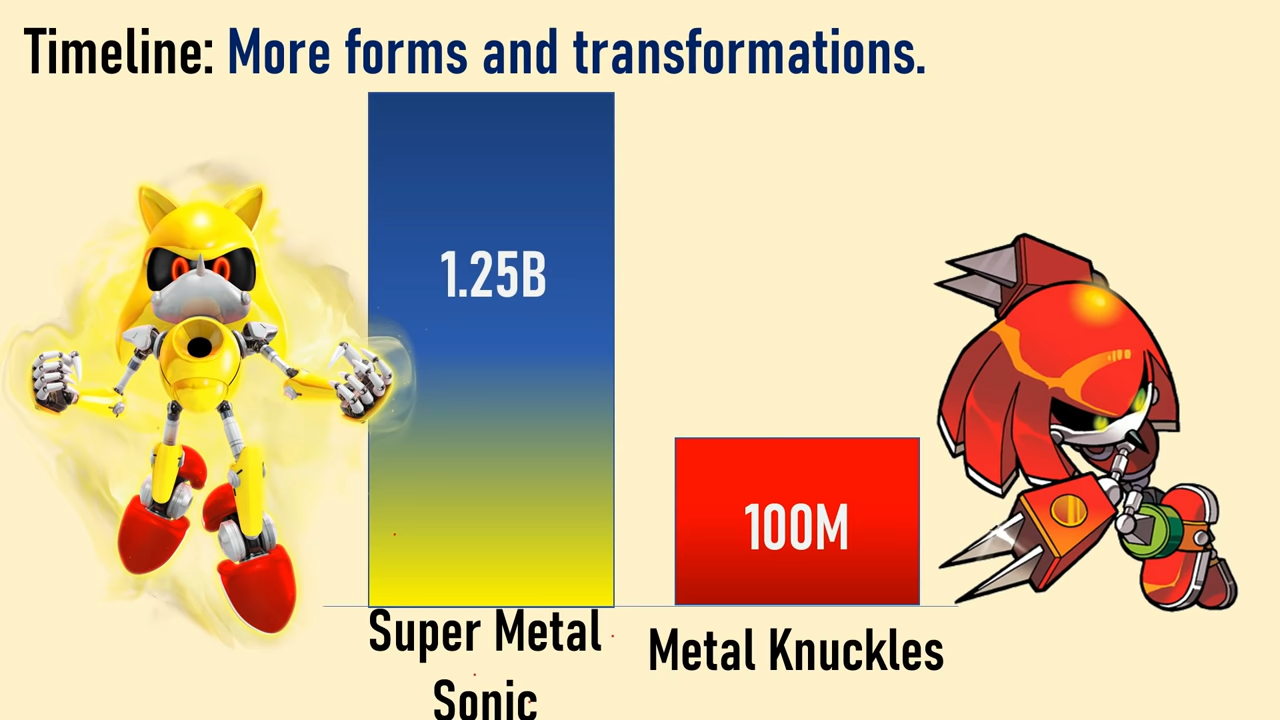 Timeline: More forms and transformations.
1.25B
100M
Super Metal
Sonic
Metal Knuckles